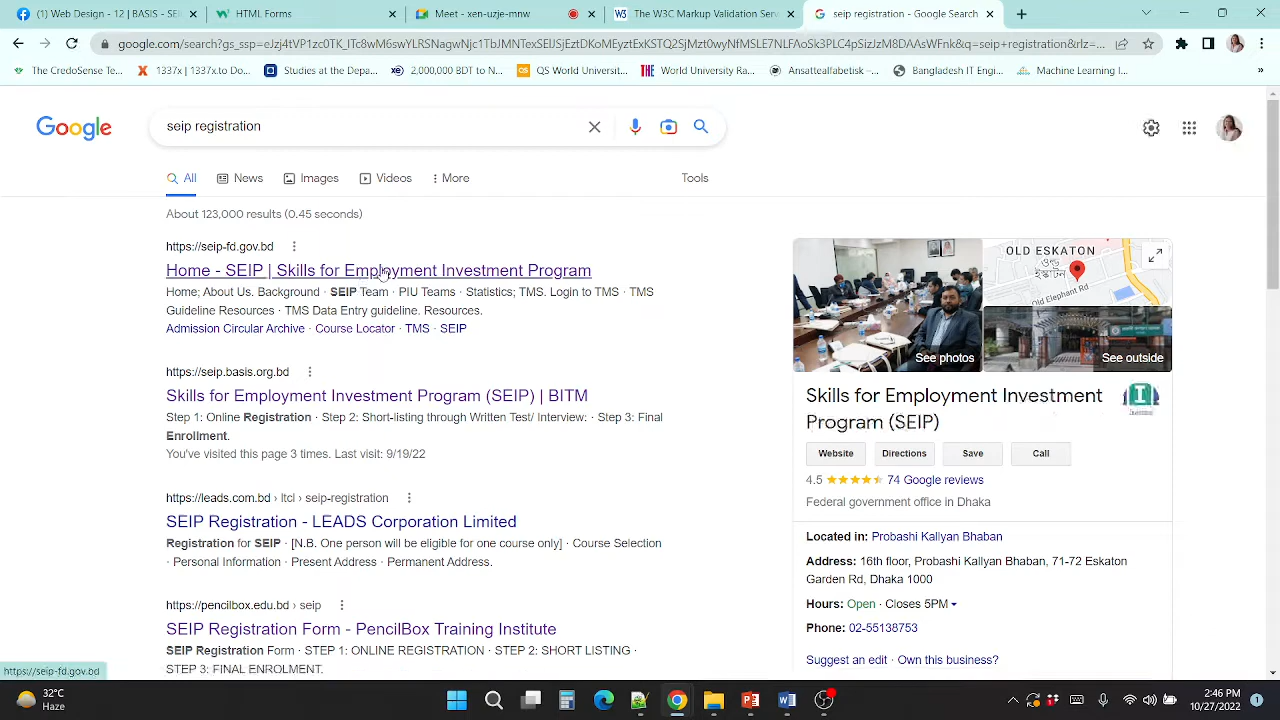 (1) Update | 12 | BASIS - SEI
HTML Forms
Meet - xen-uzje-mnw
The W3C Markup Validation Serv
seip registration - Google Search
google.com/search?gs_ssp=
&q=seip+registration&rlz=...
The CredoSense Te...
1337x | 1337x.to Do...
Studies at the Depa...
2,000,000 BDT to N...
QS World Universit...
World University Ra...
Ansattealfabetisk –...
Bangladesh IT Engi...
Machine Learning I...
»
Google
seip registration
All
News
Images
Videos
More
Tools
About 123,000 results (0.45 seconds)
https://seip-fd.gov.bd
Home - SEIP | Skills for Employment Investment Program
Home; About Us. Background · SEIP Team · PIU Teams · Statistics; TMS. Login to TMS · TMS
Guideline Resources · TMS Data Entry guideline. Resources.
Admission Circular Archive · Course Locator · TMS · SEIP
https://seip.basis.org.bd
Skills for Employment Investment Program (SEIP) | BITM
Step 1: Online Registration · Step 2: Short-listing through Written Test/ Interview: · Step 3: Final
Enrollment.
You've visited this page 3 times. Last visit: 9/19/22
https://leads.com.bd › ltcl › seip-registration
SEIP Registration - LEADS Corporation Limited
Registration for SEIP · [N.B. One person will be eligible for one course only] · Course Selection
· Personal Information · Present Address · Permanent Address.
https://pencilbox.edu.bd › seip
SEIP Registration Form - PencilBox Training Institute
SEIP Registration Form · STEP 1: ONLINE REGISTRATION · STEP 2: SHORT LISTING ·
STEP 3: FINAL ENROLMENT.
See photos
OLD ESKATON
ওল্ড
ইস্কাটন
Old Elephant Rd
See outside
Skills for Employment Investment
Program (SEIP)
Website
Directions
Save
Call
4.5
74 Google reviews
Federal government office in Dhaka
Located in: Probashi Kallyan Bhaban
Address: 16th floor, Probashi Kallyan Bhaban, 71-72 Eskaton
Garden Rd, Dhaka 1000
Hours: Open · Closes 5PM
Phone: 02-55138753
Suggest an edit · Own this business?
https://seip-fd.gov.bd
32°C
Haze
2:46 PM
10/27/2022
1